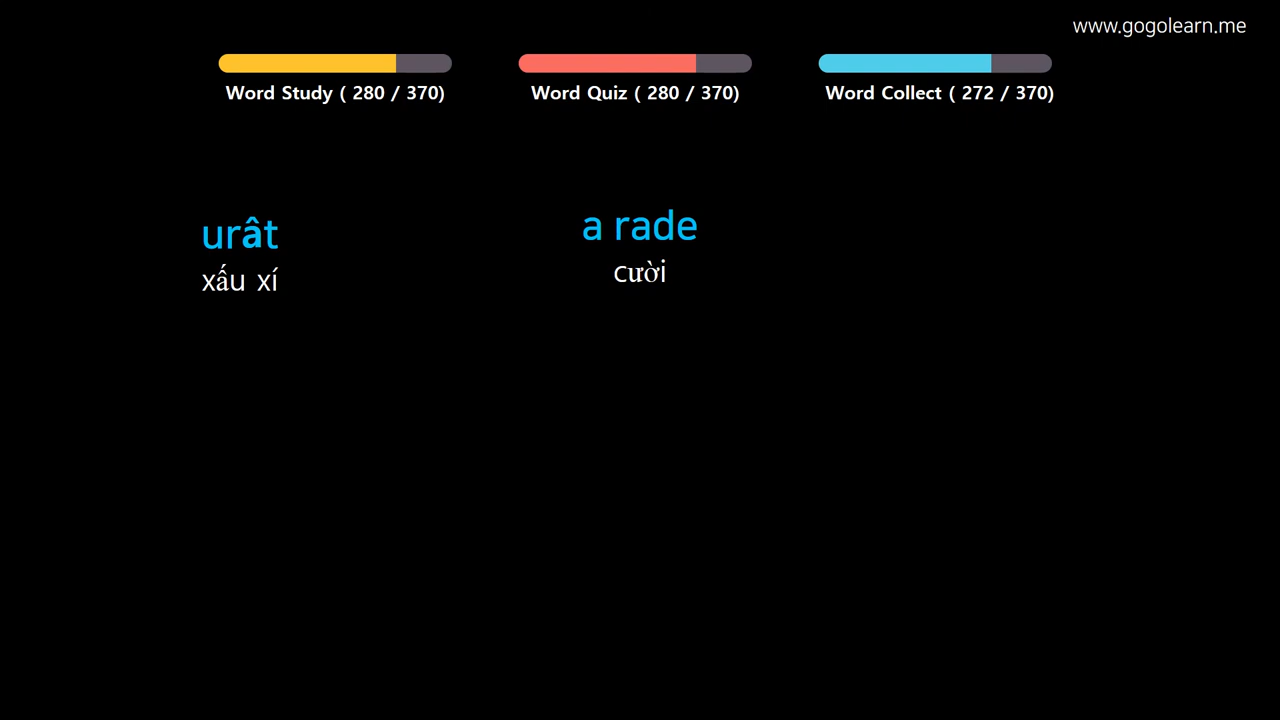 www.gogolearn.me
Word Study ( 280 / 370)
Word Quiz ( 280 / 370)
Word Collect ( 272 / 370)
urât
xấu xí
a rade
cười